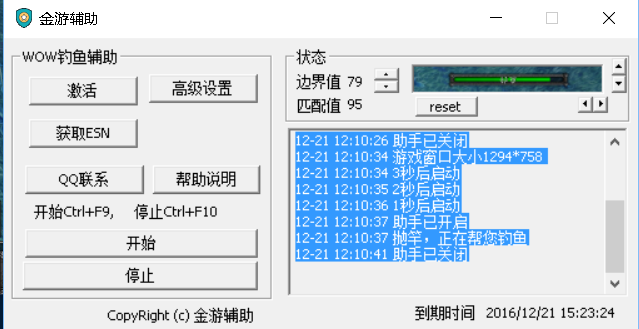 金游辅助
WOW钓鱼辅助
激活
高级设置
获取ESN
QQ联系
帮助说明
开始Ctrl+F9, 停止Ctrl+F10
开始
停止
CopyRight (c) 金游辅助
状态
边界值 79
匹配值 95
reset
12-21 12:10:26 助手已关闭
12-21 12:10:34 游戏窗口大小1294*758
12-21 12:10:34 3秒后启动
12-21 12:10:35 2秒后启动
12-21 12:10:36 1秒后启动
12-21 12:10:37 助手已开启
12-21 12:10:37 抛竿，正在帮您钓鱼
12-21 12:10:41 助手已关闭
到期时间 2016/12/21 15:23:24